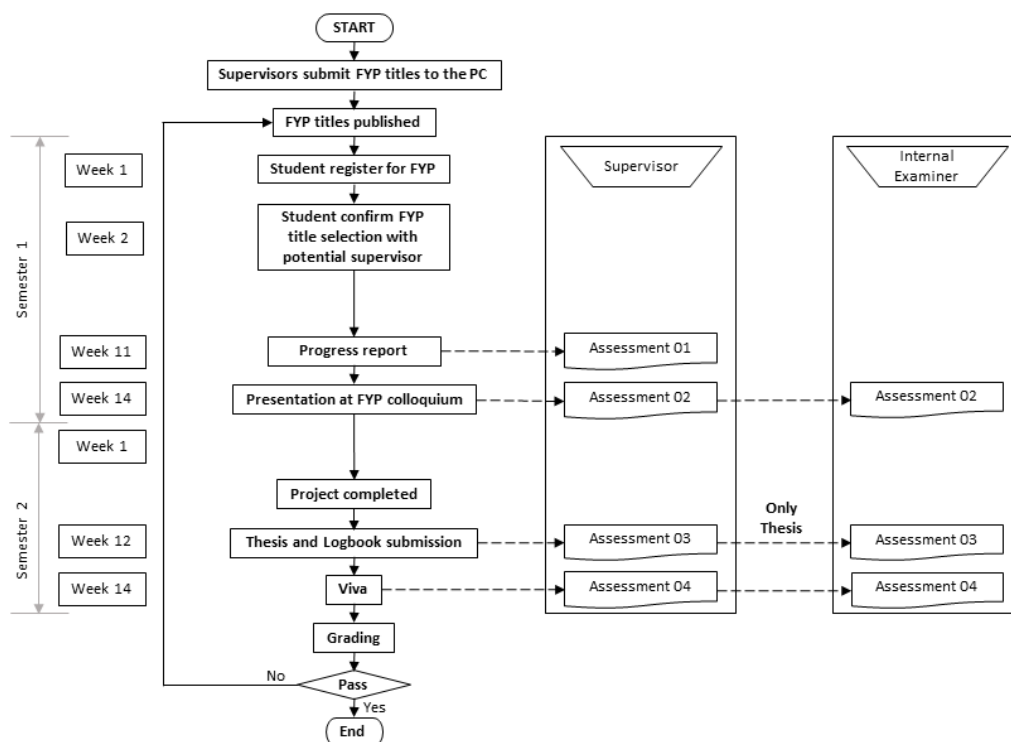 START
Supervisors submit FYP titles to the PC
FYP titles published
Week 1
Student register for FYP
Supervisor
Internal
Examiner
Semester 1
Week 2
Student confirm FYP
title selection with
potential supervisor
Week 11
Progress report
Assessment 01
Week 14
Presentation at FYP colloquium
Assessment 02
Assessment 02
Semester 2
Week 1
Project completed
Only
Thesis
Week 12
Thesis and Logbook submission
Assessment 03
Assessment 03
Week 14
Viva
Assessment 04
Assessment 04
Grading
No
Pass
Yes
End